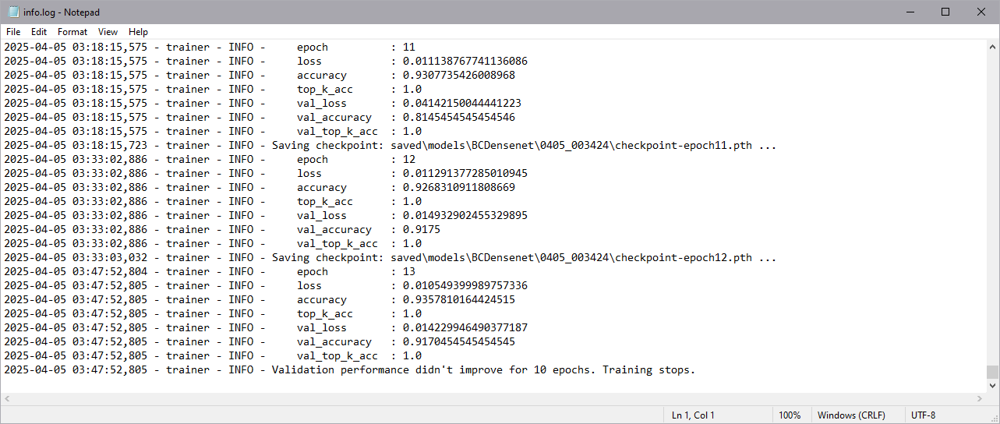 info.log - Notepad
File Edit Format View Help
2025-04-05 03:18:15,575 - trainer - INFO -     epoch          : 11
2025-04-05 03:18:15,575 - trainer - INFO -     loss           : 0.011138767741136086
2025-04-05 03:18:15,575 - trainer - INFO -     accuracy       : 0.9307735426008968
2025-04-05 03:18:15,575 - trainer - INFO -     top_k_acc      : 1.0
2025-04-05 03:18:15,575 - trainer - INFO -     val_loss       : 0.04142150044441223
2025-04-05 03:18:15,575 - trainer - INFO -     val_accuracy   : 0.8145454545454546
2025-04-05 03:18:15,575 - trainer - INFO -     val_top_k_acc  : 1.0
2025-04-05 03:18:15,723 - trainer - INFO - Saving checkpoint: saved\models\BCDensenet\0405_003424\checkpoint-epoch11.pth ...
2025-04-05 03:33:02,886 - trainer - INFO -     epoch          : 12
2025-04-05 03:33:02,886 - trainer - INFO -     loss           : 0.011291377285010945
2025-04-05 03:33:02,886 - trainer - INFO -     accuracy       : 0.9268310911808669
2025-04-05 03:33:02,886 - trainer - INFO -     top_k_acc      : 1.0
2025-04-05 03:33:02,886 - trainer - INFO -     val_loss       : 0.014932902455329895
2025-04-05 03:33:02,886 - trainer - INFO -     val_accuracy   : 0.9175
2025-04-05 03:33:02,886 - trainer - INFO -     val_top_k_acc  : 1.0
2025-04-05 03:33:03,032 - trainer - INFO - Saving checkpoint: saved\models\BCDensenet\0405_003424\checkpoint-epoch12.pth ...
2025-04-05 03:47:52,804 - trainer - INFO -     epoch          : 13
2025-04-05 03:47:52,805 - trainer - INFO -     loss           : 0.010549399989757336
2025-04-05 03:47:52,805 - trainer - INFO -     accuracy       : 0.9357810164424515
2025-04-05 03:47:52,805 - trainer - INFO -     top_k_acc      : 1.0
2025-04-05 03:47:52,805 - trainer - INFO -     val_loss       : 0.014229946490377187
2025-04-05 03:47:52,805 - trainer - INFO -     val_accuracy   : 0.9170454545454545
2025-04-05 03:47:52,805 - trainer - INFO -     val_top_k_acc  : 1.0
2025-04-05 03:47:52,805 - trainer - INFO - Validation performance didn't improve for 10 epochs. Training stops.
Ln 1, Col 1 100% Windows (CRLF) UTF-8